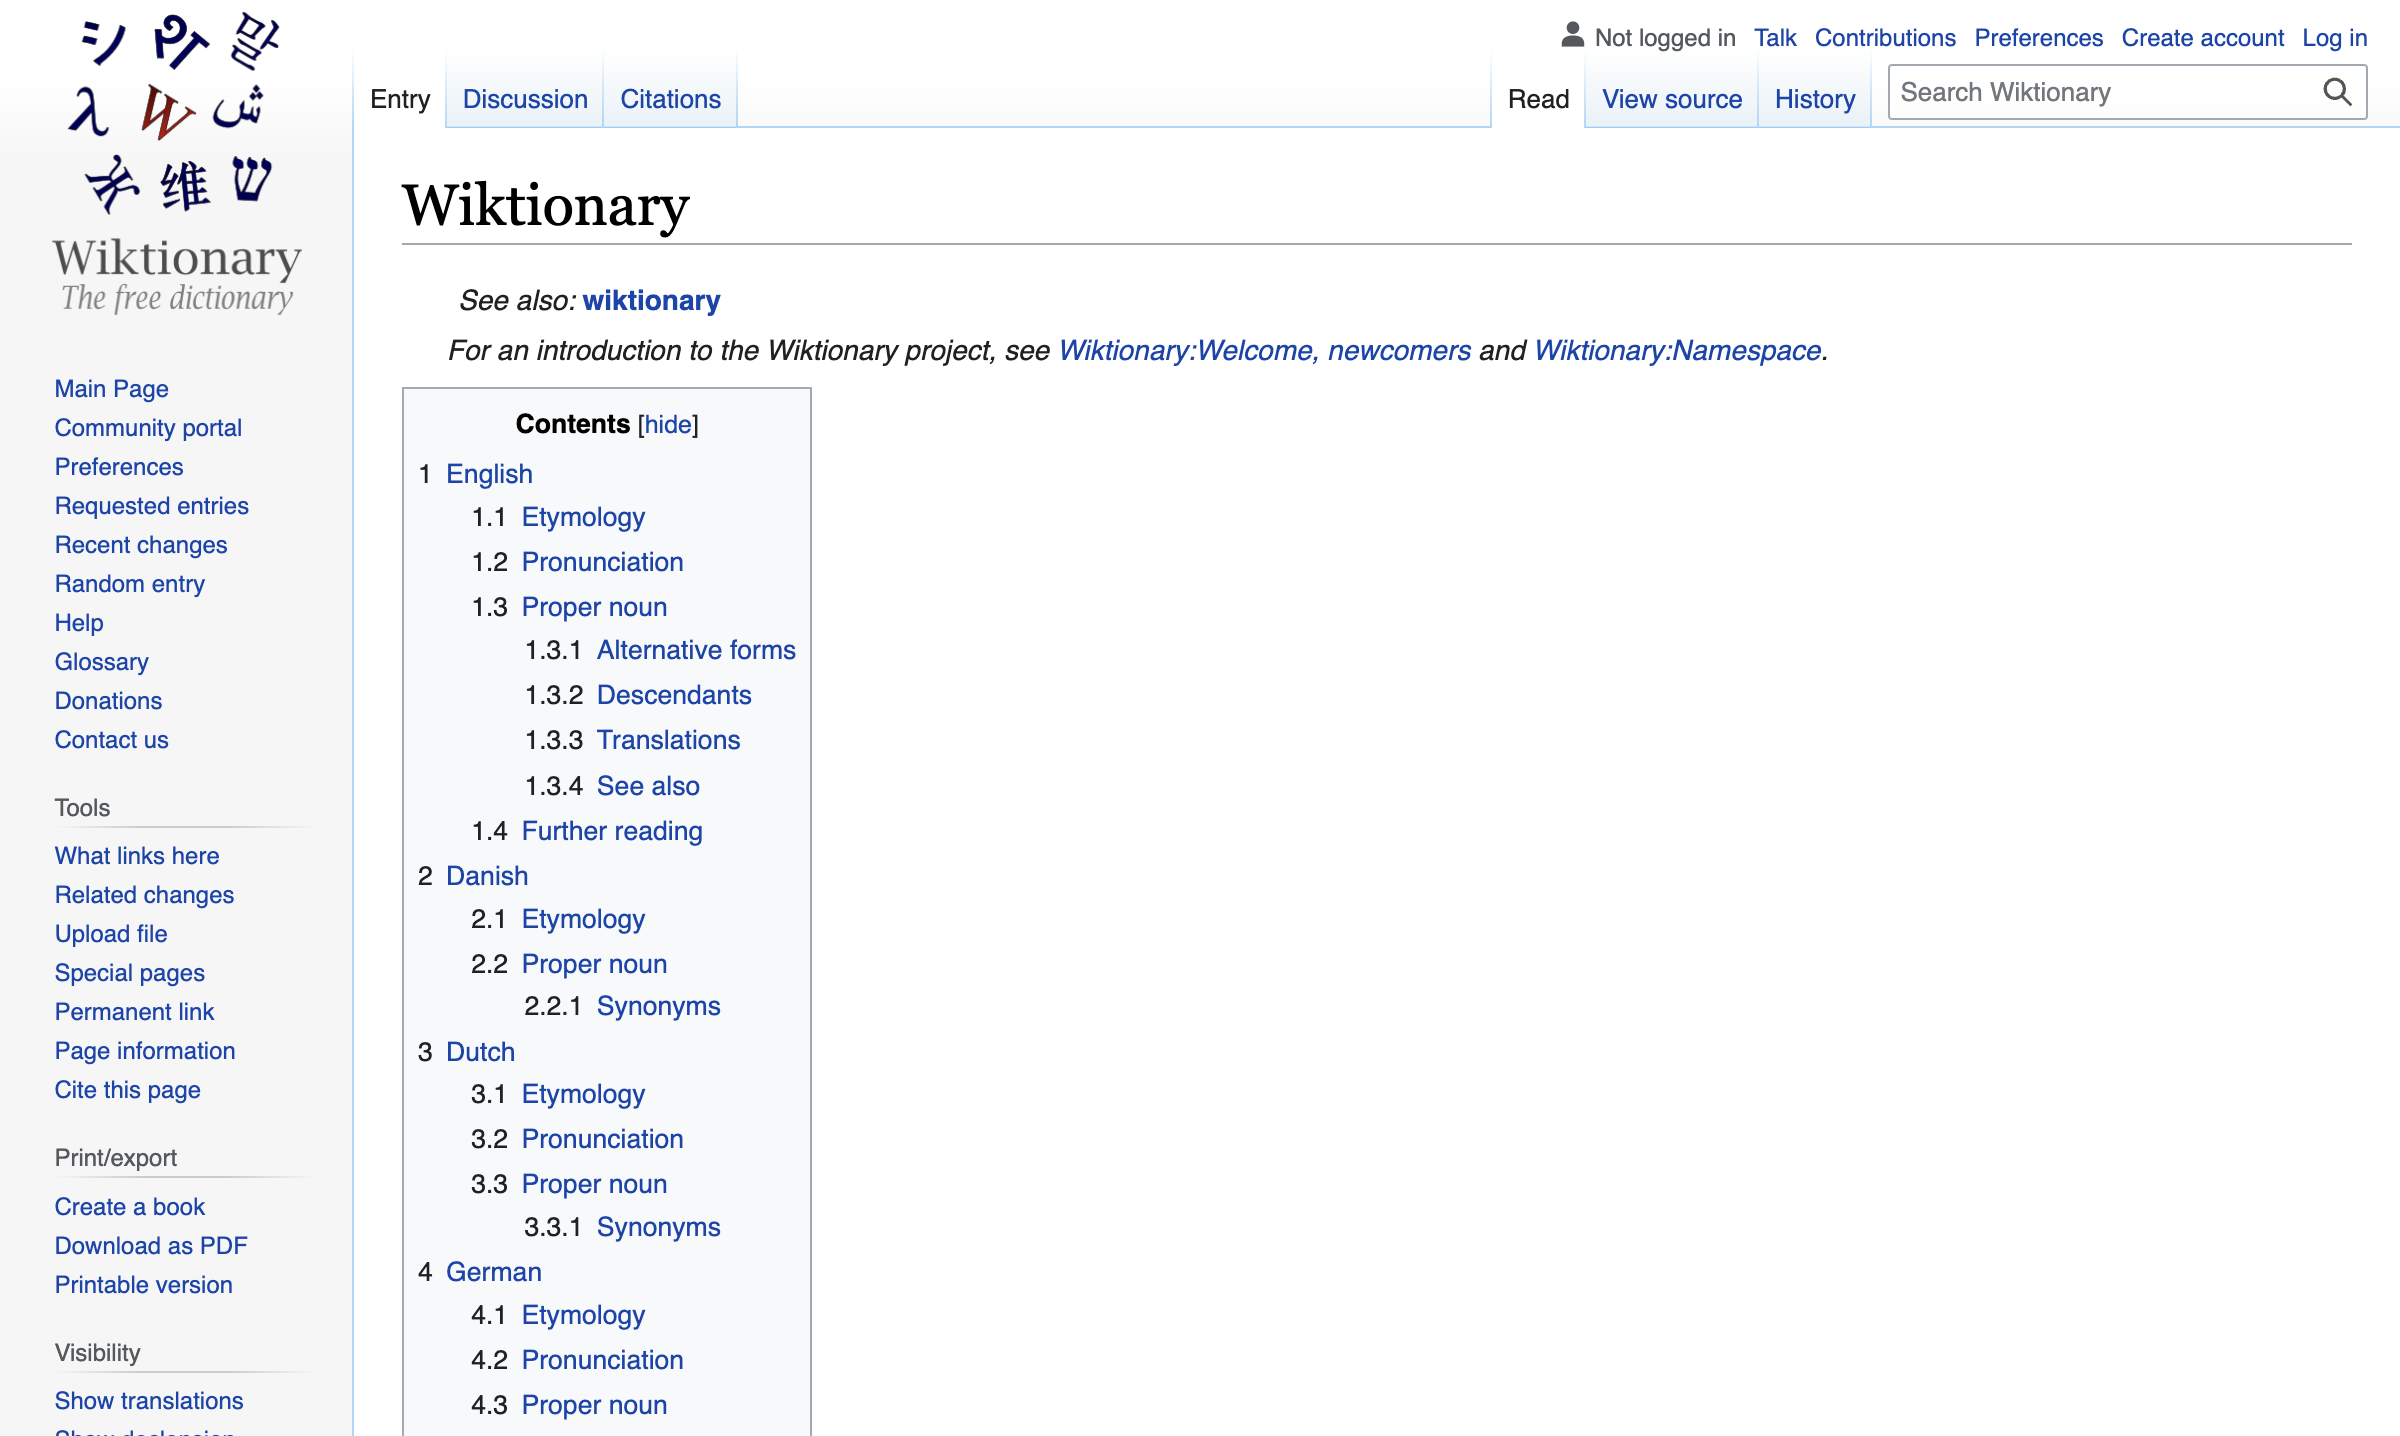 シ വി 말
λ W ش
维 ש
Wiktionary
The free dictionary
Not logged in Talk Contributions Preferences Create account Log in
Entry Discussion Citations Read View source History Search Wiktionary
Wiktionary
See also: wiktionary
For an introduction to the Wiktionary project, see Wiktionary:Welcome, newcomers and Wiktionary:Namespace.
Main Page
Community portal
Preferences
Requested entries
Recent changes
Random entry
Help
Glossary
Donations
Contact us
Tools
What links here
Related changes
Upload file
Special pages
Permanent link
Page information
Cite this page
Print/export
Create a book
Download as PDF
Printable version
Visibility
Show translations
Contents [hide]
1 English
1.1 Etymology
1.2 Pronunciation
1.3 Proper noun
1.3.1 Alternative forms
1.3.2 Descendants
1.3.3 Translations
1.3.4 See also
1.4 Further reading
2 Danish
2.1 Etymology
2.2 Proper noun
2.2.1 Synonyms
3 Dutch
3.1 Etymology
3.2 Pronunciation
3.3 Proper noun
3.3.1 Synonyms
4 German
4.1 Etymology
4.2 Pronunciation
4.3 Proper noun